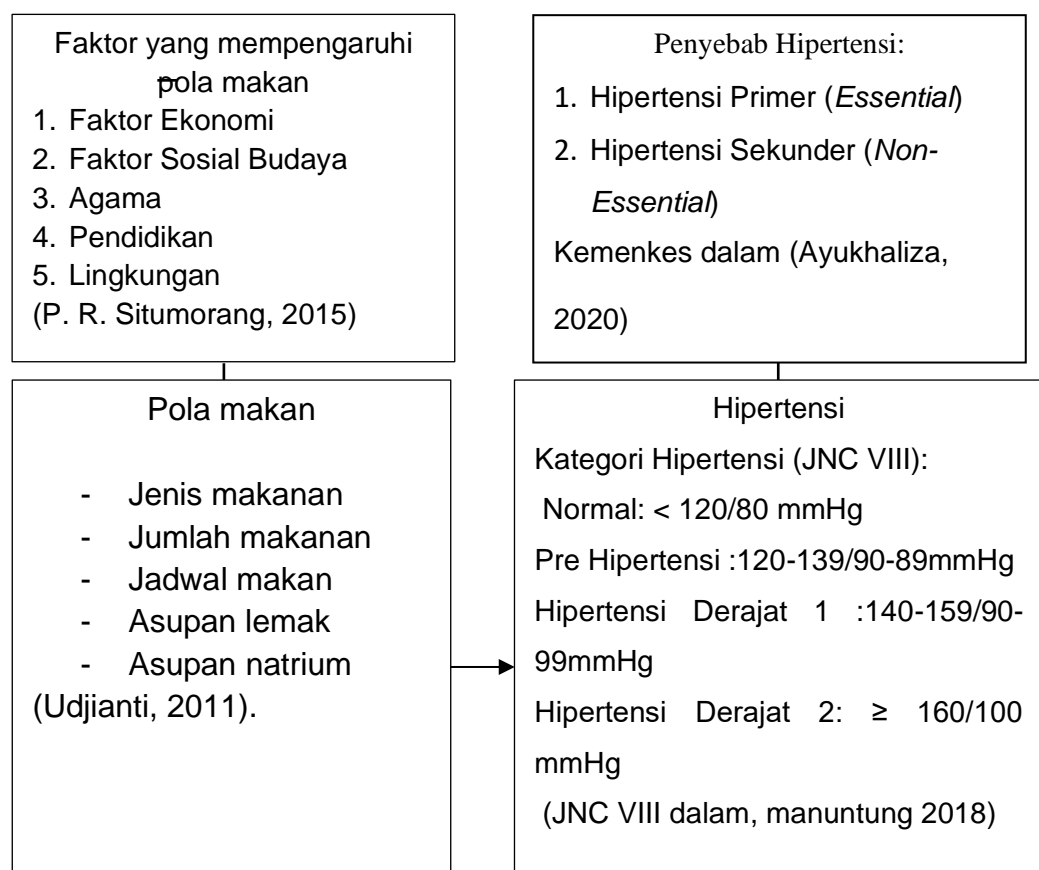 Faktor yang mempengaruhi
pola makan
1. Faktor Ekonomi
2. Faktor Sosial Budaya
3. Agama
4. Pendidikan
5. Lingkungan
(P. R. Situmorang, 2015)
Penyebab Hipertensi:
1. Hipertensi Primer (Essential)
2. Hipertensi Sekunder (Non-
Essential)
Kemenkes dalam (Ayukhaliza,
2020)
Pola makan
- Jenis makanan
- Jumlah makanan
- Jadwal makan
- Asupan lemak
- Asupan natrium
(Udjianti, 2011).
Hipertensi
Kategori Hipertensi (JNC VIII):
Normal: < 120/80 mmHg
Pre Hipertensi :120-139/90-89mmHg
Hipertensi Derajat 1 :140-159/90-
99mmHg
Hipertensi Derajat 2: ≥ 160/100
mmHg
(JNC VIII dalam, manuntung 2018)